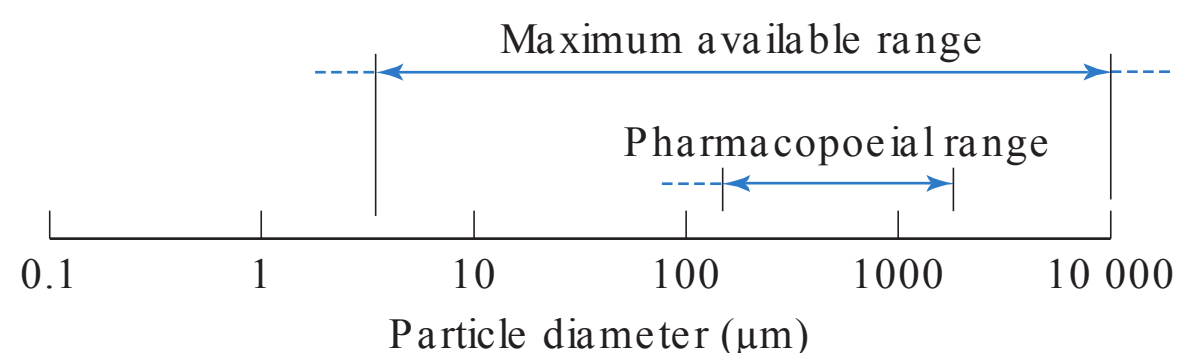 Maximum available range
Pharmacopoeial range
0.1 1 10 100 1000 10 000
Particle diameter (μm)